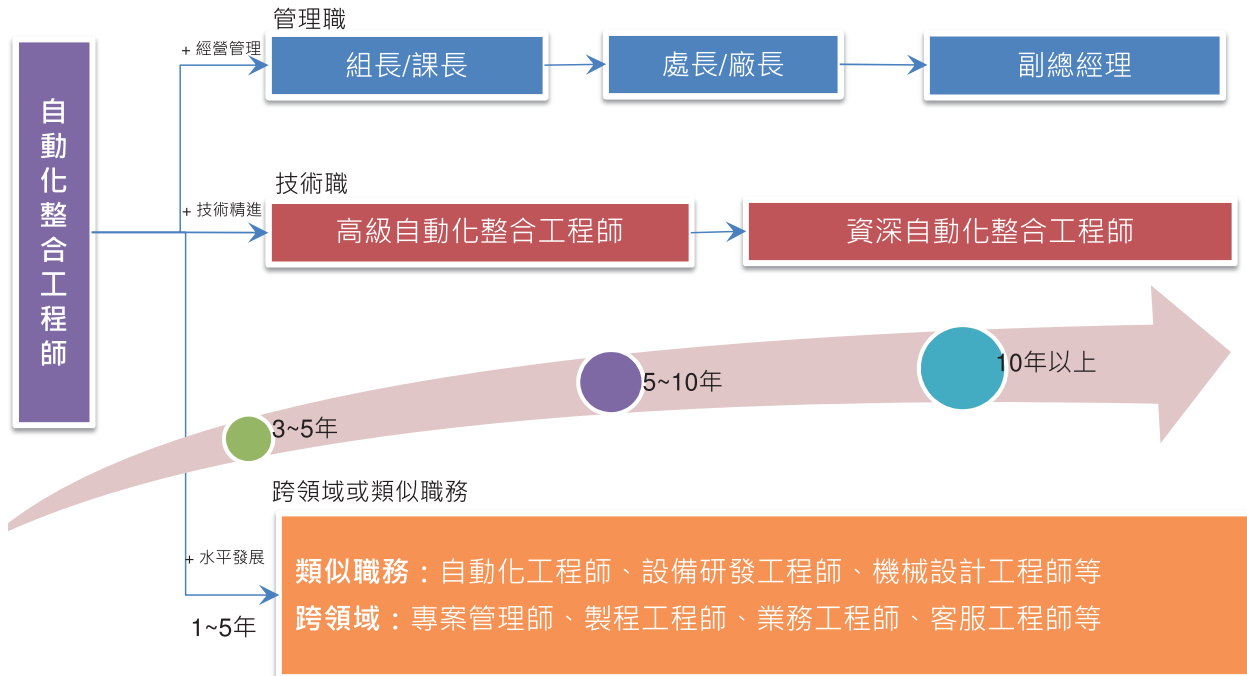 自動化整合工程師
管理職
+ 經營管理
組長/課長
處長/廠長
副總經理
技術職
+ 技術精進
高級自動化整合工程師
資深自動化整合工程師
3~5年
5~10年
10年以上
跨領域或類似職務
+ 水平發展
1~5年
類似職務：自動化工程師、設備研發工程師、機械設計工程師等
跨領域：專案管理師、製程工程師、業務工程師、客服工程師等